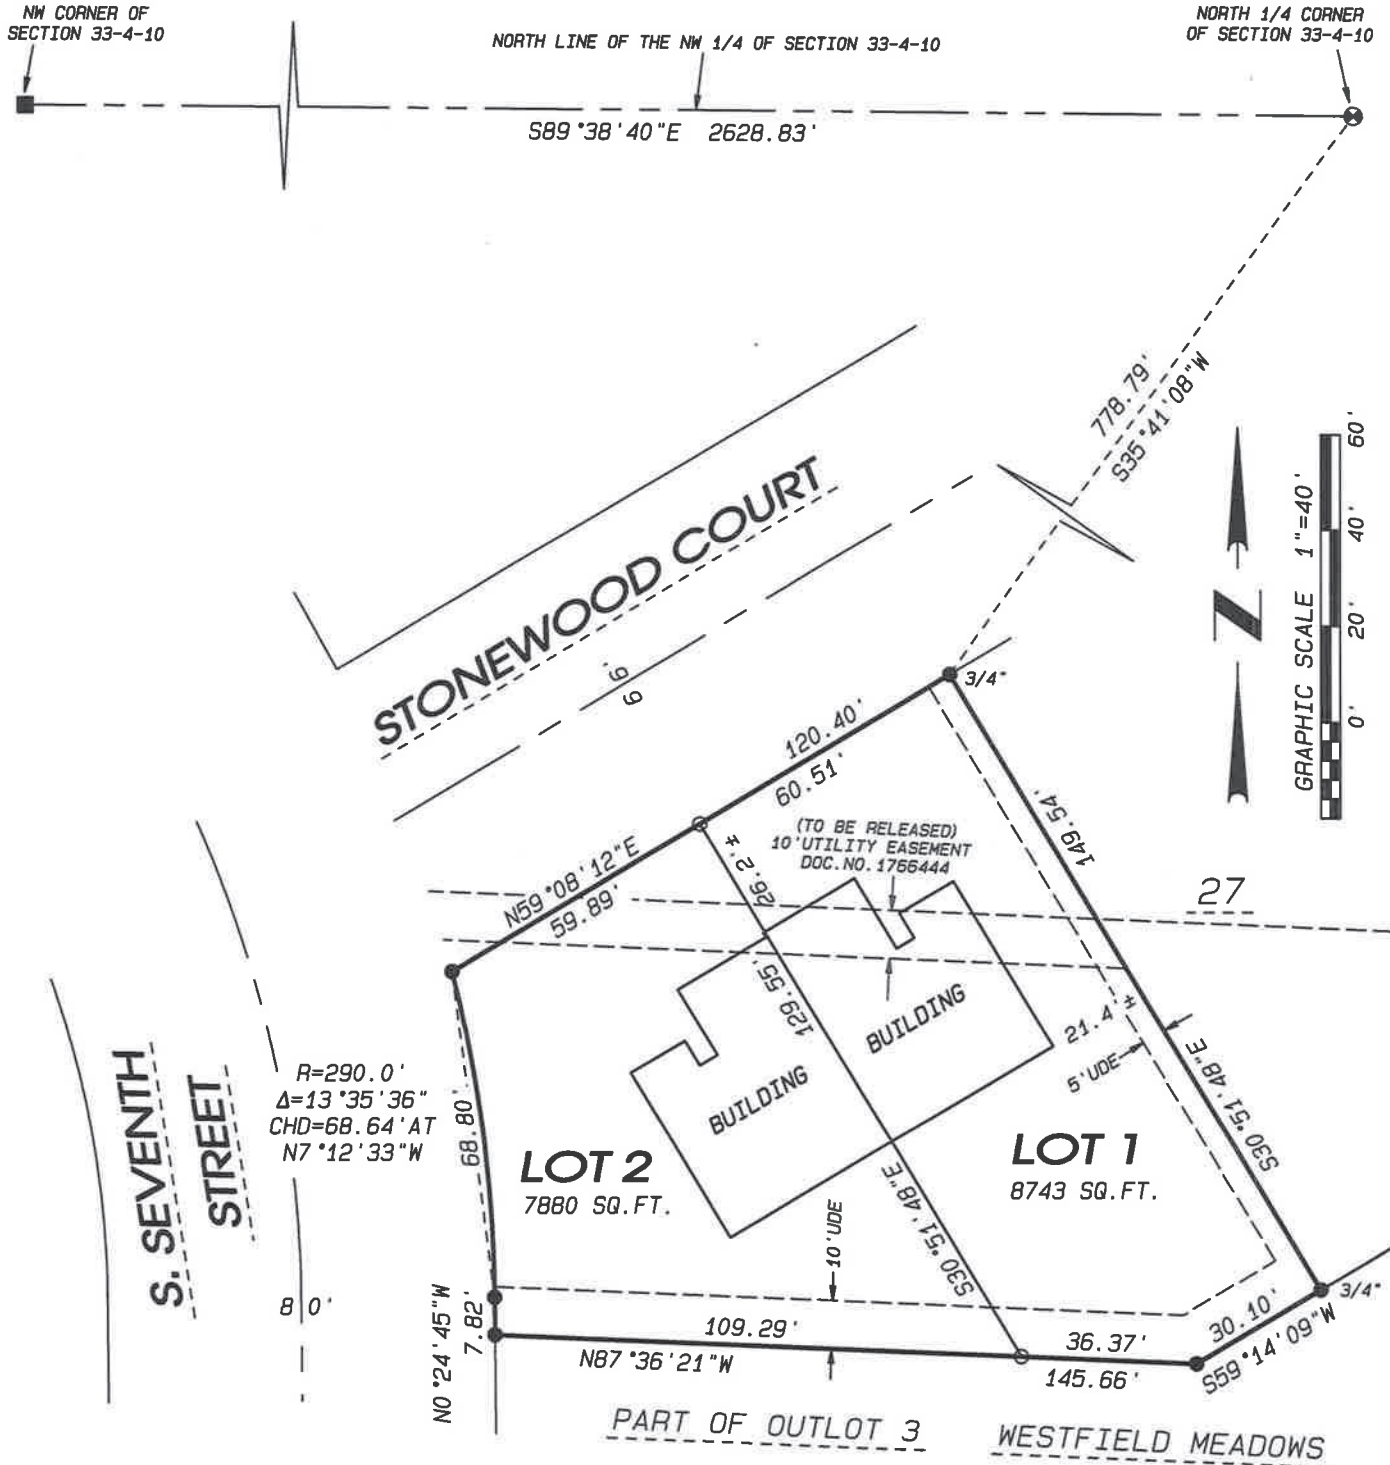 NW CORNER OF
SECTION 33-4-10
NORTH LINE OF THE NW 1/4 OF SECTION 33-4-10
NORTH 1/4 CORNER
OF SECTION 33-4-10
S89°38'40"E 2628.83'
778.79'
S35°41'08"W
STONEWOOD COURT
66'
GRAPHIC SCALE 1"=40'
0' 20' 40' 60'
N
3/4"
120.40'
60.51'
N59°08'12"E
59.89'
26.2'±
(TO BE RELEASED)
10'UTILITY EASEMENT
DOC.NO.1766444
149.54'
27
129.55'
BUILDING
BUILDING
21.4'±
5'UDE
S30°51'48"E
S. SEVENTH
STREET
80'
R=290.0'
Δ=13°35'36"
CHD=68.64'AT
N7°12'33"W
68.80'
LOT 2
7880 SQ.FT.
LOT 1
8743 SQ.FT.
10'UDE
S30°51'48"E
N0°24'45"W
7.82'
109.29'
N87°36'21"W
36.37'
145.66'
30.10'
S59°14'09"W
3/4"
PART OF OUTLOT 3
WESTFIELD MEADOWS